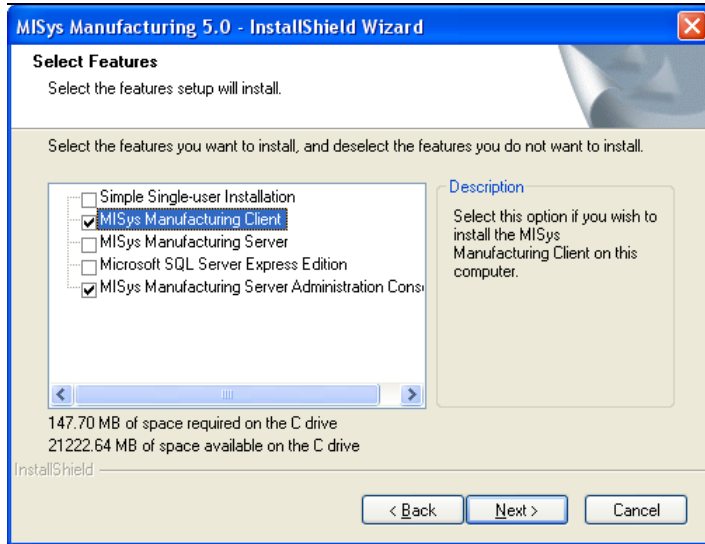 MISys Manufacturing 5.0 - InstallShield Wizard
Select Features
Select the features setup will install.
Select the features you want to install, and deselect the features you do not want to install.
Simple Single-user Installation
MISys Manufacturing Client
MISys Manufacturing Server
Microsoft SQL Server Express Edition
MISys Manufacturing Server Administration Cons
Description
Select this option if you wish to
install the MISys
Manufacturing Client on this
computer.
147.70 MB of space required on the C drive
21222.64 MB of space available on the C drive
InstallShield
< Back
Next >
Cancel